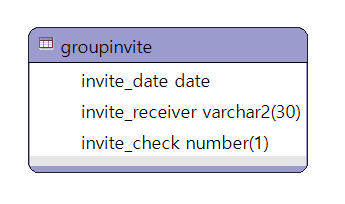 groupinvite
invite_date date
invite_receiver varchar2(30)
invite_check number(1)